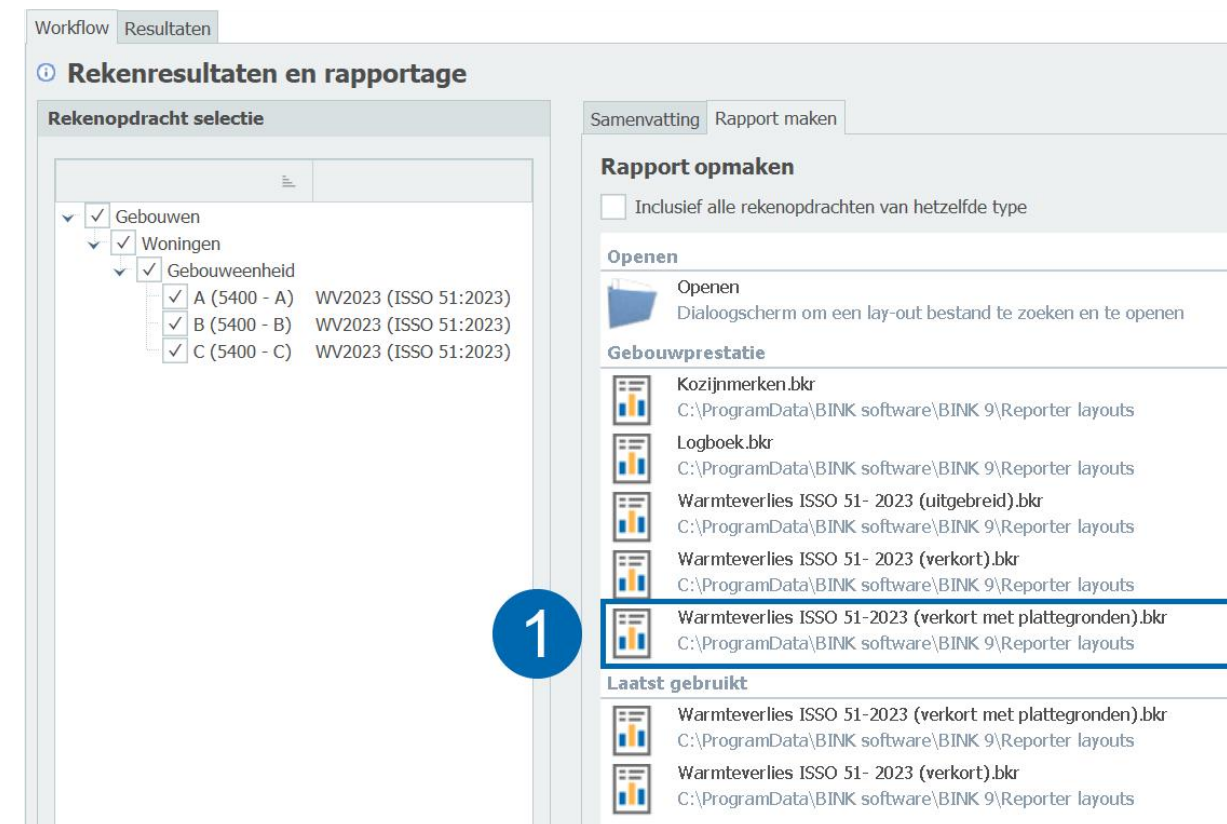 Workflow Resultaten
Rekenresultaten en rapportage
Rekenopdracht selectie
Gebouwen
Woningen
Gebouweenheid
A (5400 - A) WV2023 (ISSO 51:2023)
B (5400 - B) WV2023 (ISSO 51:2023)
C (5400 - C) WV2023 (ISSO 51:2023)
Samenvatting Rapport maken
Rapport opmaken
Inclusief alle rekenopdrachten van hetzelfde type
Openen
Openen
Dialoogscherm om een lay-out bestand te zoeken en te openen
Gebouwprestatie
Kozijnmerken.bkr
C:\ProgramData\BINK software\BINK 9\Reporter layouts
Logboek.bkr
C:\ProgramData\BINK software\BINK 9\Reporter layouts
Warmteverlies ISSO 51- 2023 (uitgebreid).bkr
C:\ProgramData\BINK software\BINK 9\Reporter layouts
Warmteverlies ISSO 51- 2023 (verkort).bkr
C:\ProgramData\BINK software\BINK 9\Reporter layouts
1
Warmteverlies ISSO 51-2023 (verkort met plattegronden).bkr
C:\ProgramData\BINK software\BINK 9\Reporter layouts
Laatst gebruikt
Warmteverlies ISSO 51-2023 (verkort met plattegronden).bkr
C:\ProgramData\BINK software\BINK 9\Reporter layouts
Warmteverlies ISSO 51- 2023 (verkort).bkr
C:\ProgramData\BINK software\BINK 9\Reporter layouts